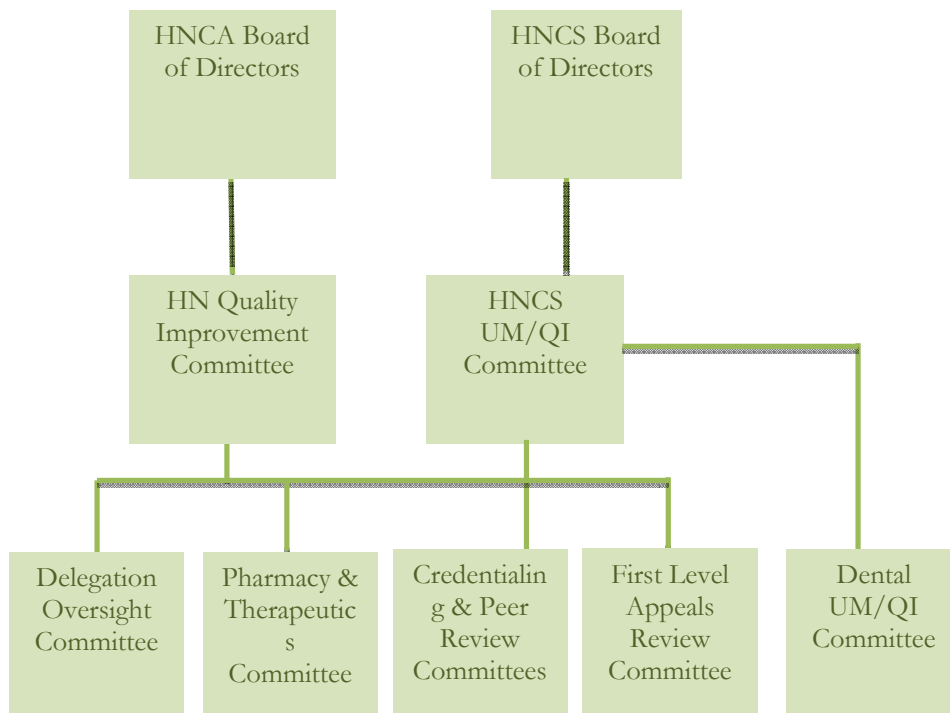 HNCA Board
of Directors
HNCS Board
of Directors
HN Quality
Improvement
Committee
HNCS
UM/QI
Committee
Delegation
Oversight
Committee
Pharmacy &
Therapeutic
s
Committee
Credentialin
g & Peer
Review
Committees
First Level
Appeals
Review
Committee
Dental
UM/QI
Committee